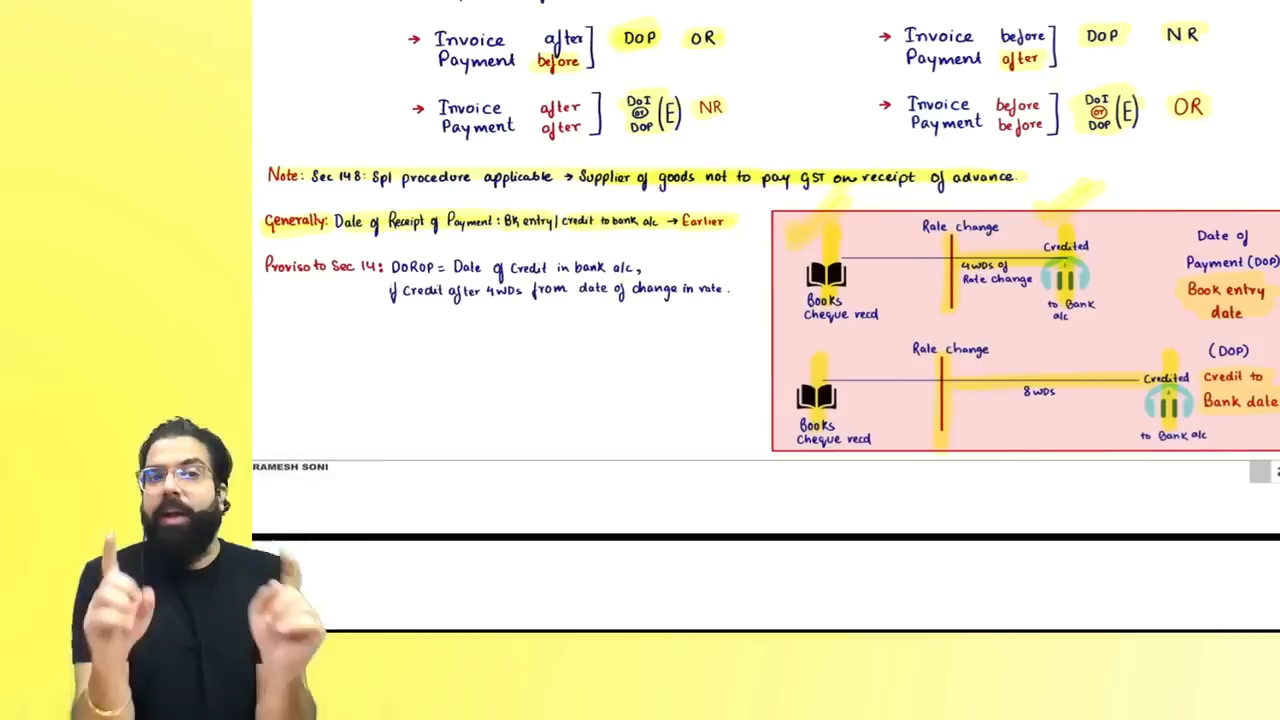 → Invoice after] DOP OR
Payment before
→ Invoice after] DoI or DOP (E) NR
Payment after
→ Invoice before] DOP NR
Payment after
→ Invoice before] DoI or DOP (E) OR
Payment before
Note: Sec 148: Spl procedure applicable → Supplier of goods not to pay GST on receipt of advance.
Generally: Date of Receipt of Payment: Bk entry/ credit to bank a/c → Earlier
Proviso to Sec 14: DOROP = Date of Credit in bank a/c,
if Credit after 4WDs from date of change in rate.
Rate change
Credited
4WDs of
Rate change
Books
Cheque recd
to Bank
a/c
Date of
Payment (DOP)
Book entry
date
Rate change
Credited
8 WDs
Books
Cheque recd
to Bank a/c
(DOP)
Credit to
Bank date
RAMESH SONI